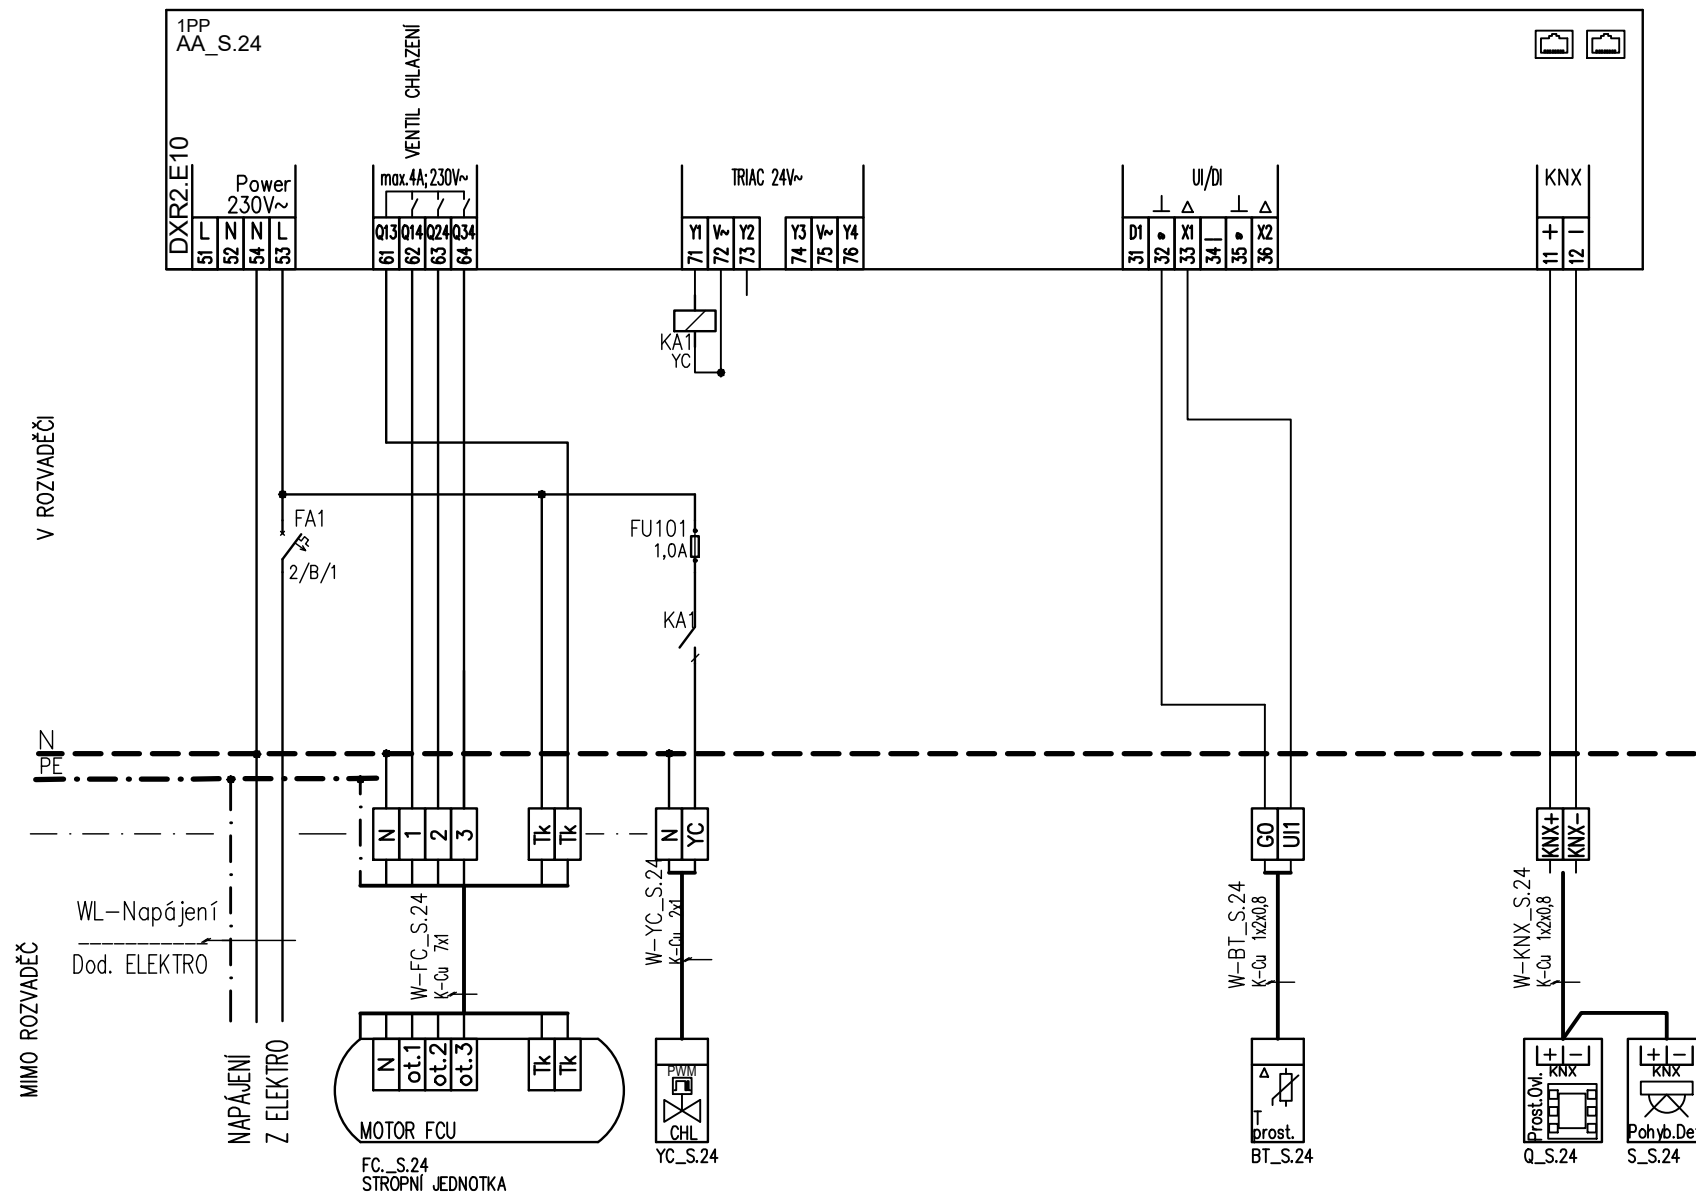 1PP
AA_S.24
VENTIL CHLAZENÍ
DXR2.E10
Power
230V~
max.4A;230V~
TRIAC 24V~
UI/DI
KNX
L N N L
51 52 54 53
Q13 Q14 Q24 Q34
61 62 63 64
Y1 V~ Y2 Y3 V~ Y4
71 72 73 74 75 V~ 76
D1 X1 X2
31 32 33 34 35 36
+ −
11 12
KA1
YC
V ROZVADĚČI
FA1
2/B/1
FU101
1,0A
KA1
N
PE
N 1 2 3 Tk Tk
N YC
G0 UI1
KNX+ KNX-
WL-Napájení
Dod. ELEKTRO
W-FC_S.24
K-Cu 7x1
W-YC_S.24
K-Cu 2x1
W-BT_S.24
K-Cu 1x2x0,8
W-KNX_S.24
K-Cu 1x2x0,8
MIMO ROZVADĚČ
NAPÁJENÍ
Z ELEKTRO
N ot.1 ot.2 ot.3 Tk Tk
MOTOR FCU
FC._S.24
STROPNÍ JEDNOTKA
PWM
CHL
YC_S.24
T
prost.
BT_S.24
+ −
KNX
Prost.Ovl.
Q_S.24
+ −
KNX
Pohyb.De
S_S.24